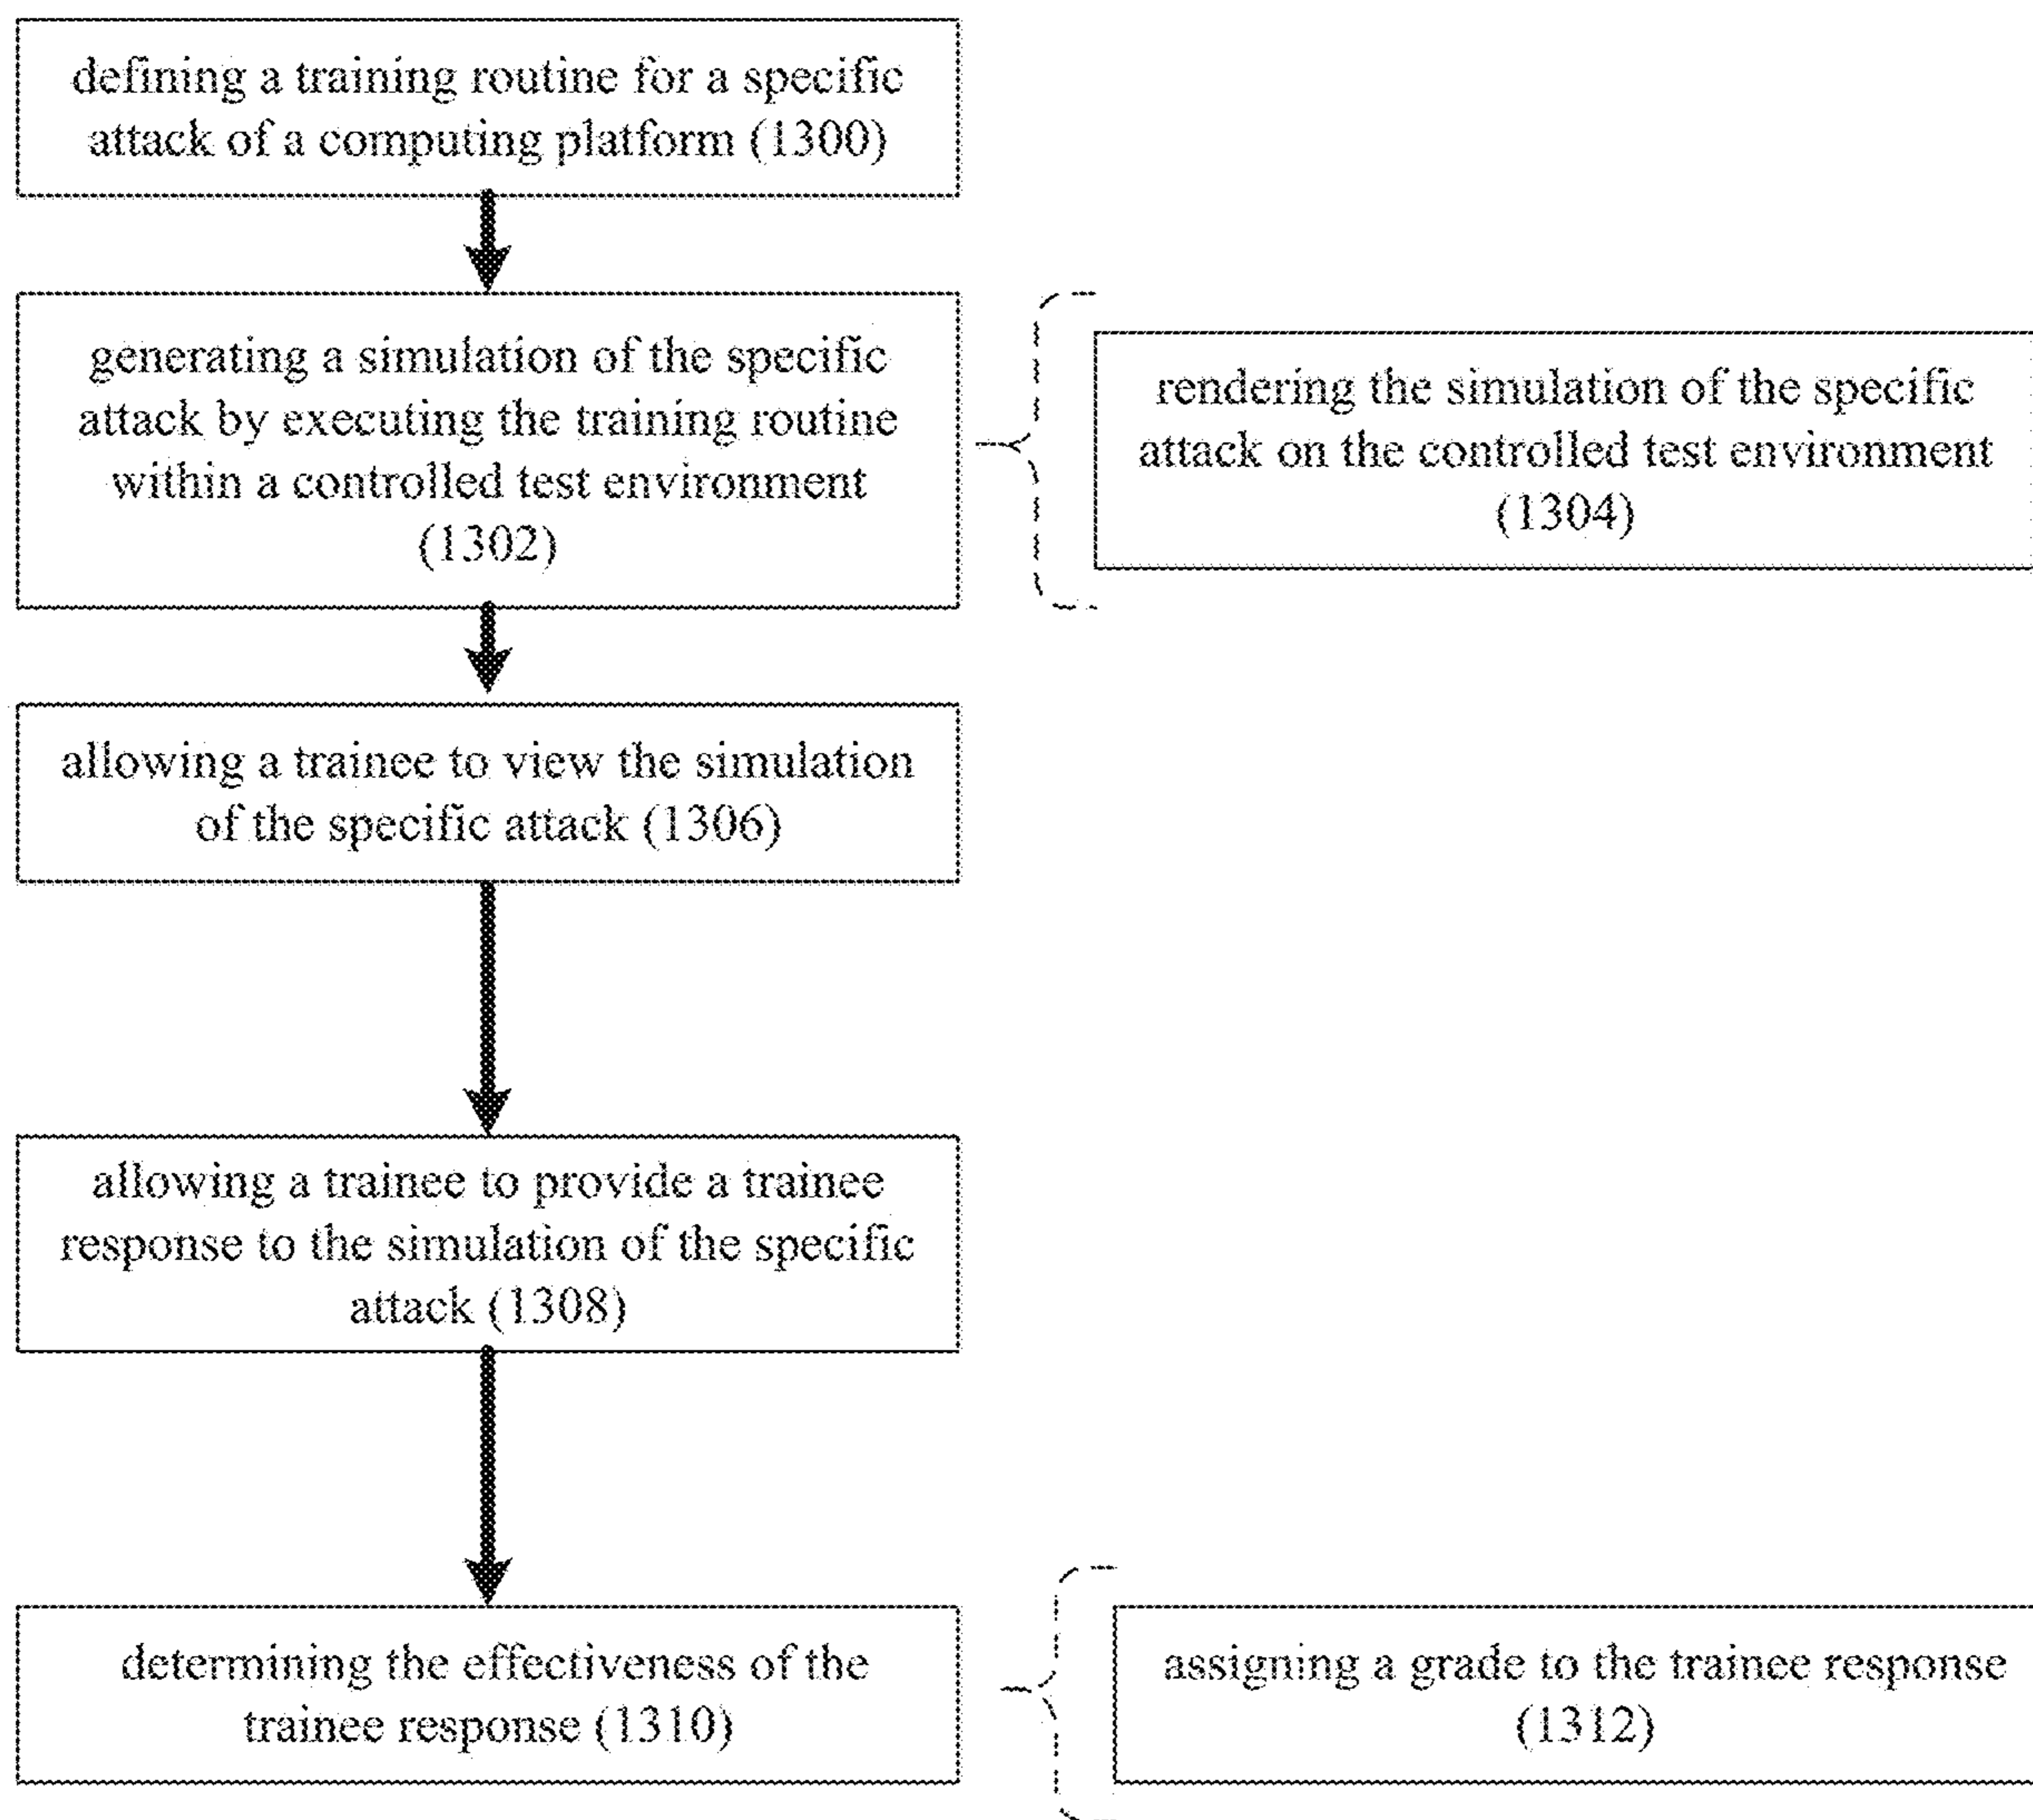 defining a training routine for a specific
attack of a computing platform (1300)
generating a simulation of the specific
attack by executing the training routine
within a controlled test environment
(1302)
rendering the simulation of the specific
attack on the controlled test environment
(1304)
allowing a trainee to view the simulation
of the specific attack (1306)
allowing a trainee to provide a trainee
response to the simulation of the specific
attack (1308)
determining the effectiveness of the
trainee response (1310)
assigning a grade to the trainee response
(1312)